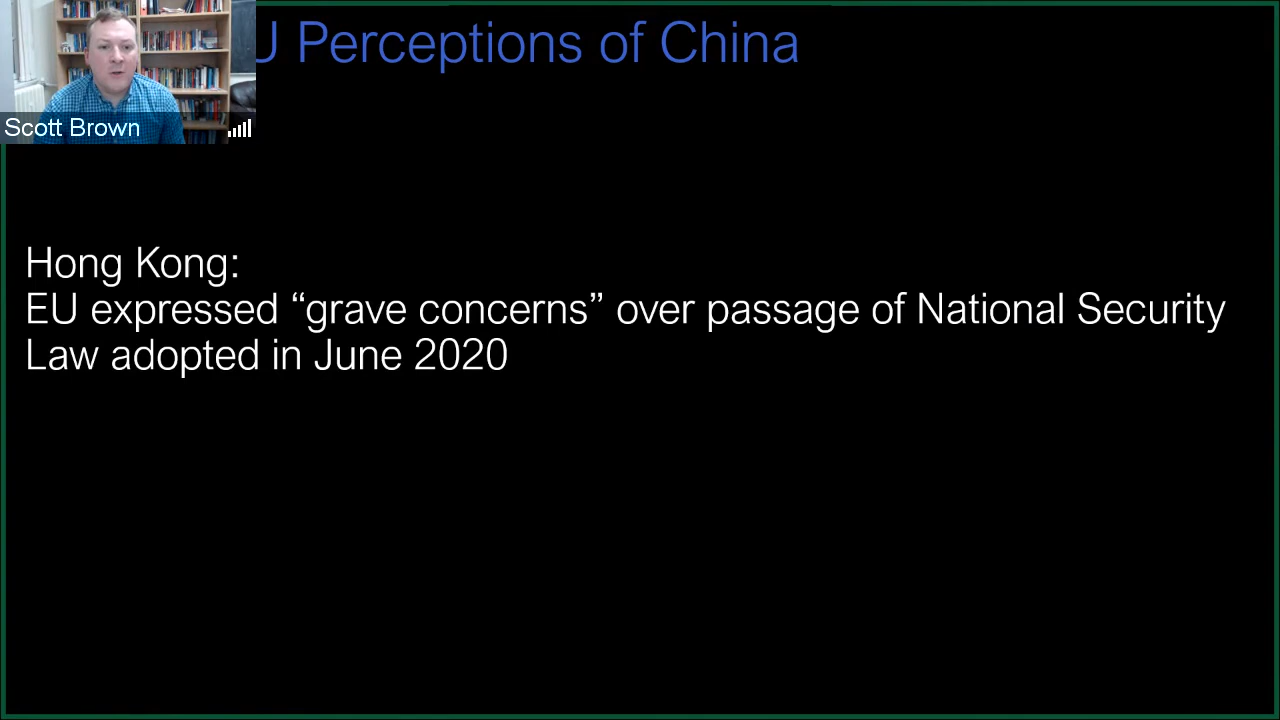 U Perceptions of China
Scott Brown
Hong Kong:
EU expressed “grave concerns” over passage of National Security
Law adopted in June 2020